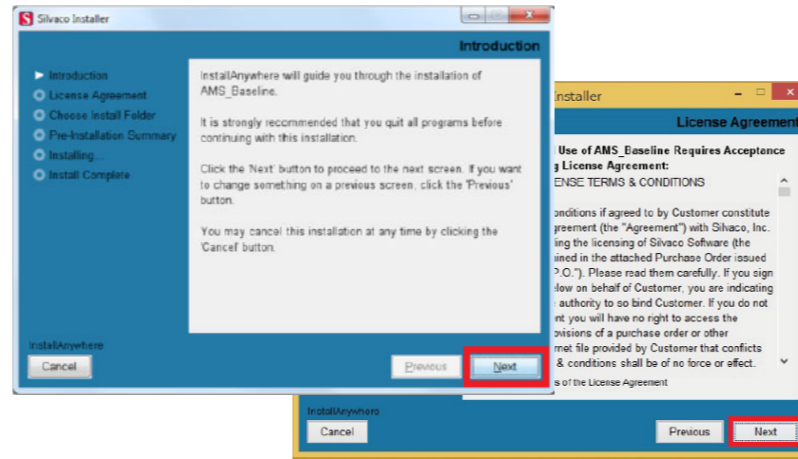 Silvaco Installer
Introduction
Introduction
License Agreement
Choose Install Folder
Pre-Installation Summary
Installing...
Install Complete
InstallAnywhere will guide you through the installation of
AMS_Baseline.
It is strongly recommended that you quit all programs before
continuing with this installation.
Click the 'Next' button to proceed to the next screen. If you want
to change something on a previous screen, click the 'Previous'
button.
You may cancel this installation at any time by clicking the
'Cancel' button.
InstallAnywhere
Cancel
Previous
Next
Installer
License Agreement
Use of AMS_Baseline Requires Acceptance
License Agreement:
TERMS & CONDITIONS
if agreed to by Customer constitute
(the "Agreement") with Silvaco, Inc.
the licensing of Silvaco Software (the
in the attached Purchase Order issued
P.O."). Please read them carefully. If you sign
on behalf of Customer, you are indicating
authority to so bind Customer. If you do not
you will have no right to access the
of a purchase order or other
file provided by Customer that conflicts
& conditions shall be of no force or effect.
of the License Agreement
InstallAnywhere
Cancel
Previous
Next